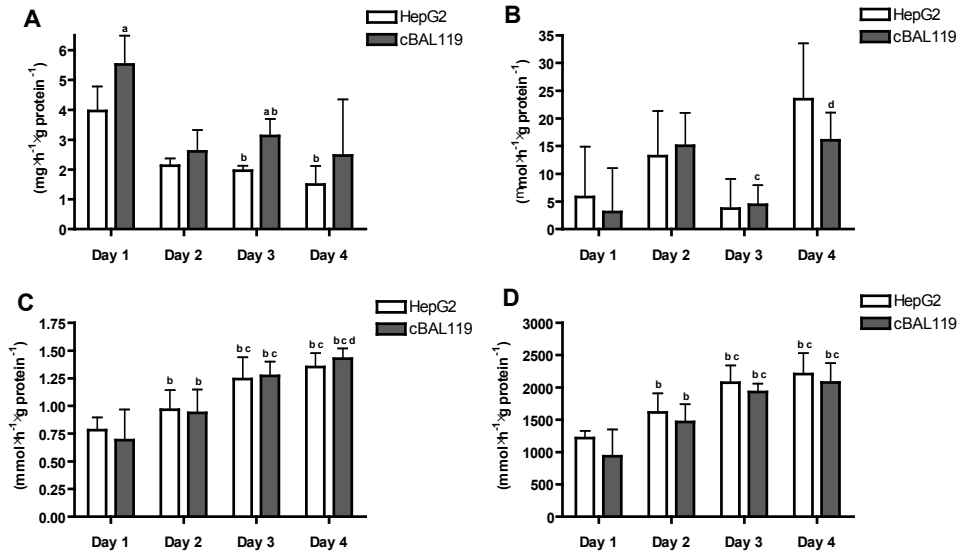 A
HepG2
cBAL119
(mg×h⁻¹×g protein⁻¹)
6
5
4
3
2
1
0
a
a b
b
b
Day 1 Day 2 Day 3 Day 4
B
HepG2
cBAL119
(mmol×h⁻¹×g protein⁻¹)
35
30
25
20
15
10
5
0
c
d
Day 1 Day 2 Day 3 Day 4
C
HepG2
cBAL119
(mmol×h⁻¹×g protein⁻¹)
1.75
1.50
1.25
1.00
0.75
0.50
0.25
0.00
b b b c b c b c b c d
Day 1 Day 2 Day 3 Day 4
D
HepG2
cBAL119
(mmol×h⁻¹×g protein⁻¹)
3000
2500
2000
1500
1000
500
0
b b b c b c b c b c
Day 1 Day 2 Day 3 Day 4